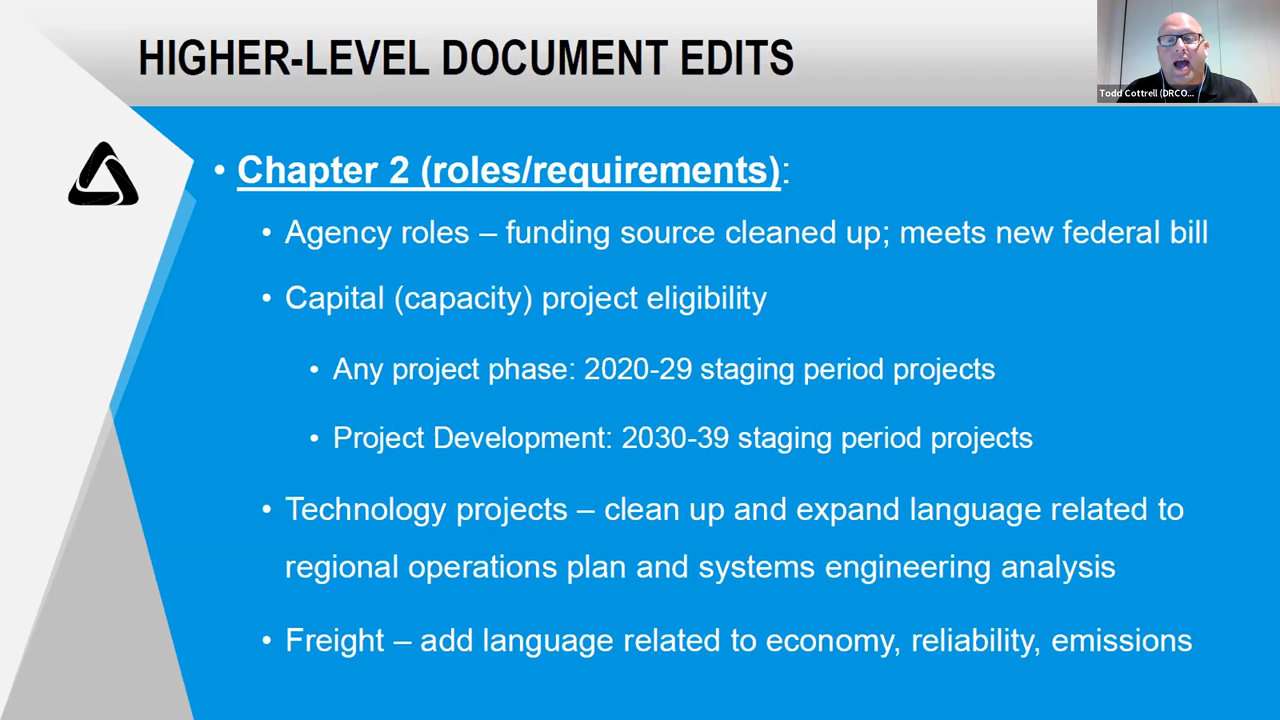 HIGHER-LEVEL DOCUMENT EDITS
Todd Cottrell (DRCO...
• Chapter 2 (roles/requirements):
• Agency roles – funding source cleaned up; meets new federal bill
• Capital (capacity) project eligibility
• Any project phase: 2020-29 staging period projects
• Project Development: 2030-39 staging period projects
• Technology projects – clean up and expand language related to
regional operations plan and systems engineering analysis
• Freight – add language related to economy, reliability, emissions